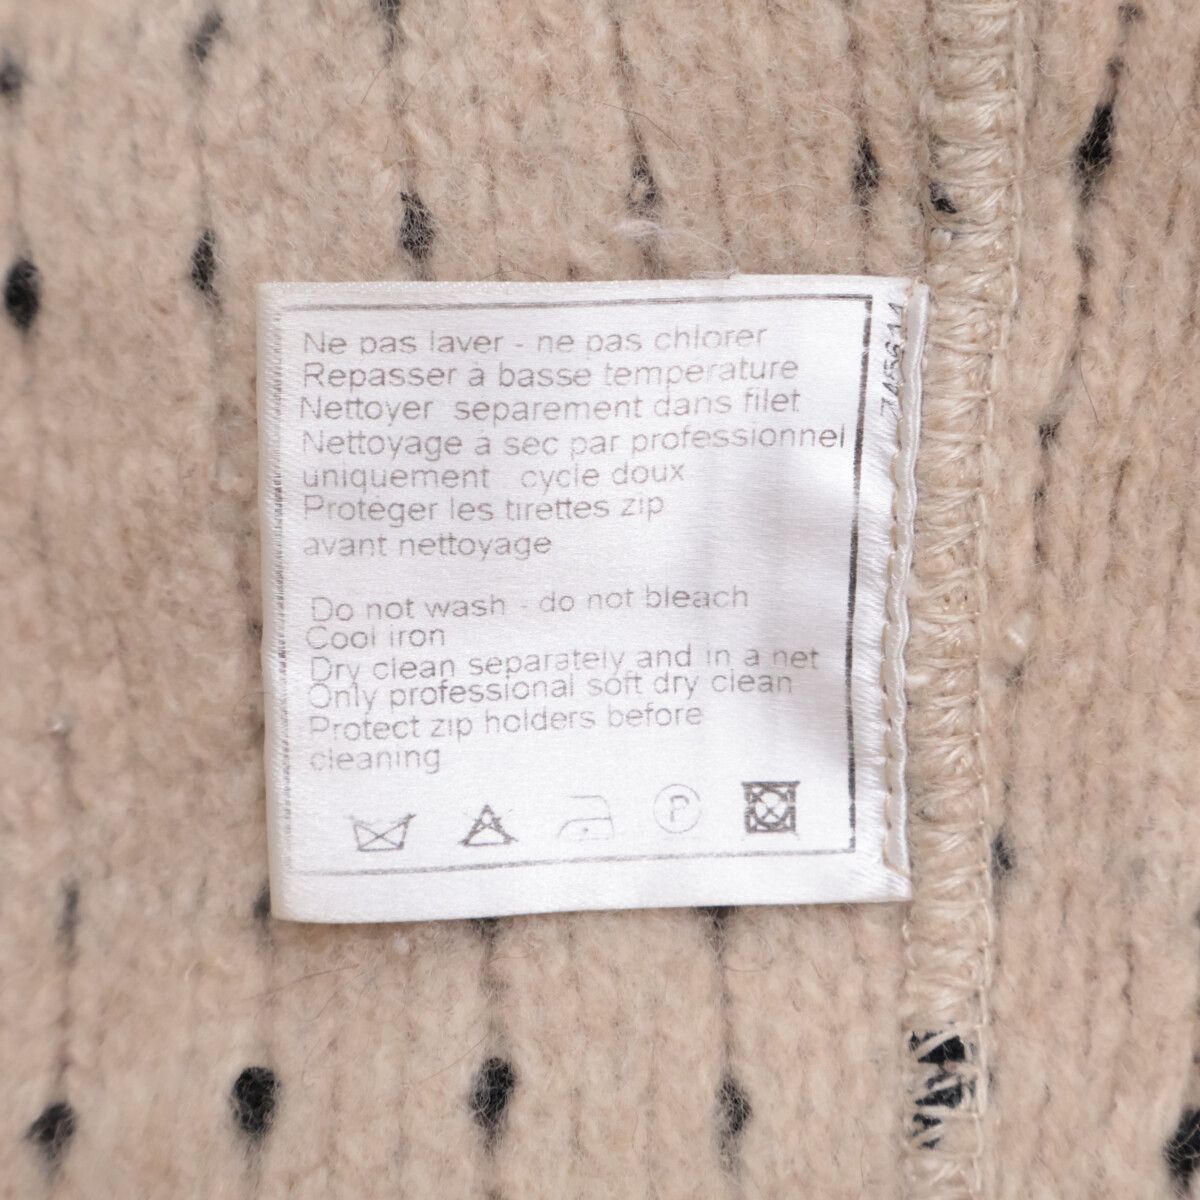 Ne pas laver - ne pas chlorer
Repasser à basse temperature
Nettoyer separement dans filet
Nettoyage a sec par professionnel
uniquement cycle doux
Protéger les tirettes zip
avant nettoyage
Do not wash - do not bleach
Cool iron
Dry clean separately and in a net
Only professional soft dry clean
Protect zip holders before
cleaning
P